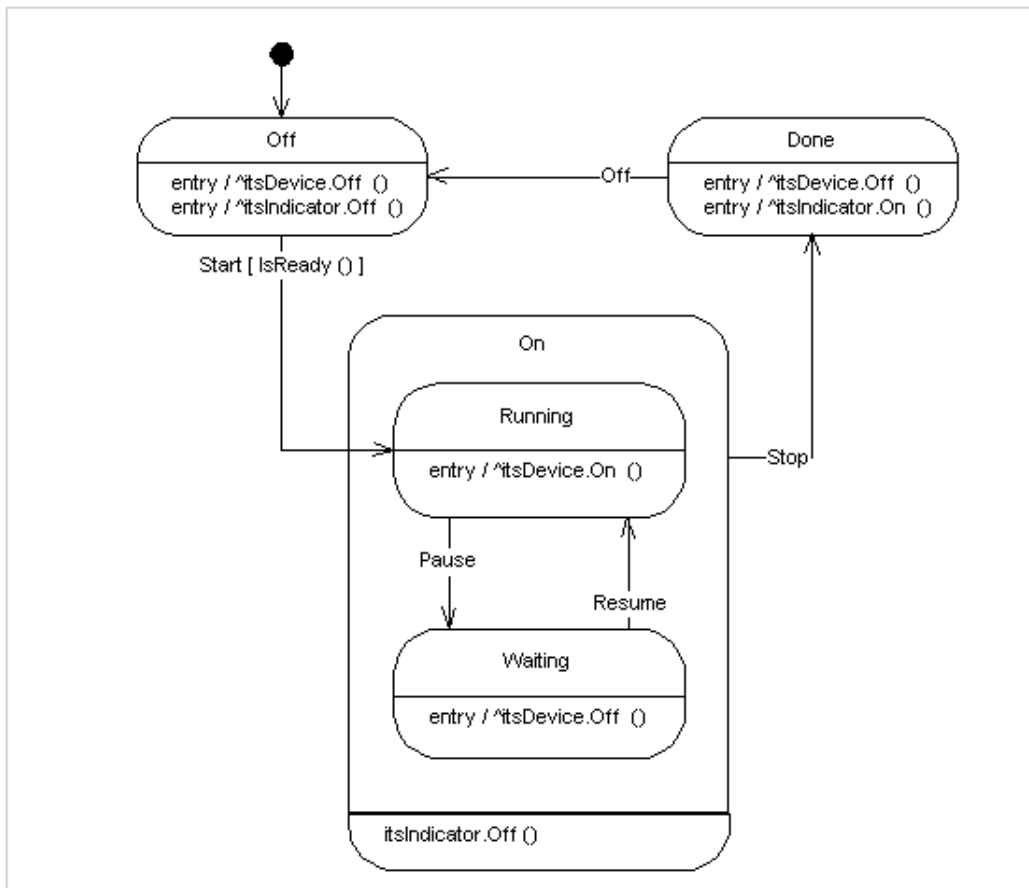 Off
entry / ^itsDevice.Off ()
entry / ^itsIndicator.Off ()
Done
entry / ^itsDevice.Off ()
entry / ^itsIndicator.On ()
Off
Start [ IsReady () ]
On
Running
entry / ^itsDevice.On ()
Stop
Pause
Resume
Waiting
entry / ^itsDevice.Off ()
itsIndicator.Off ()